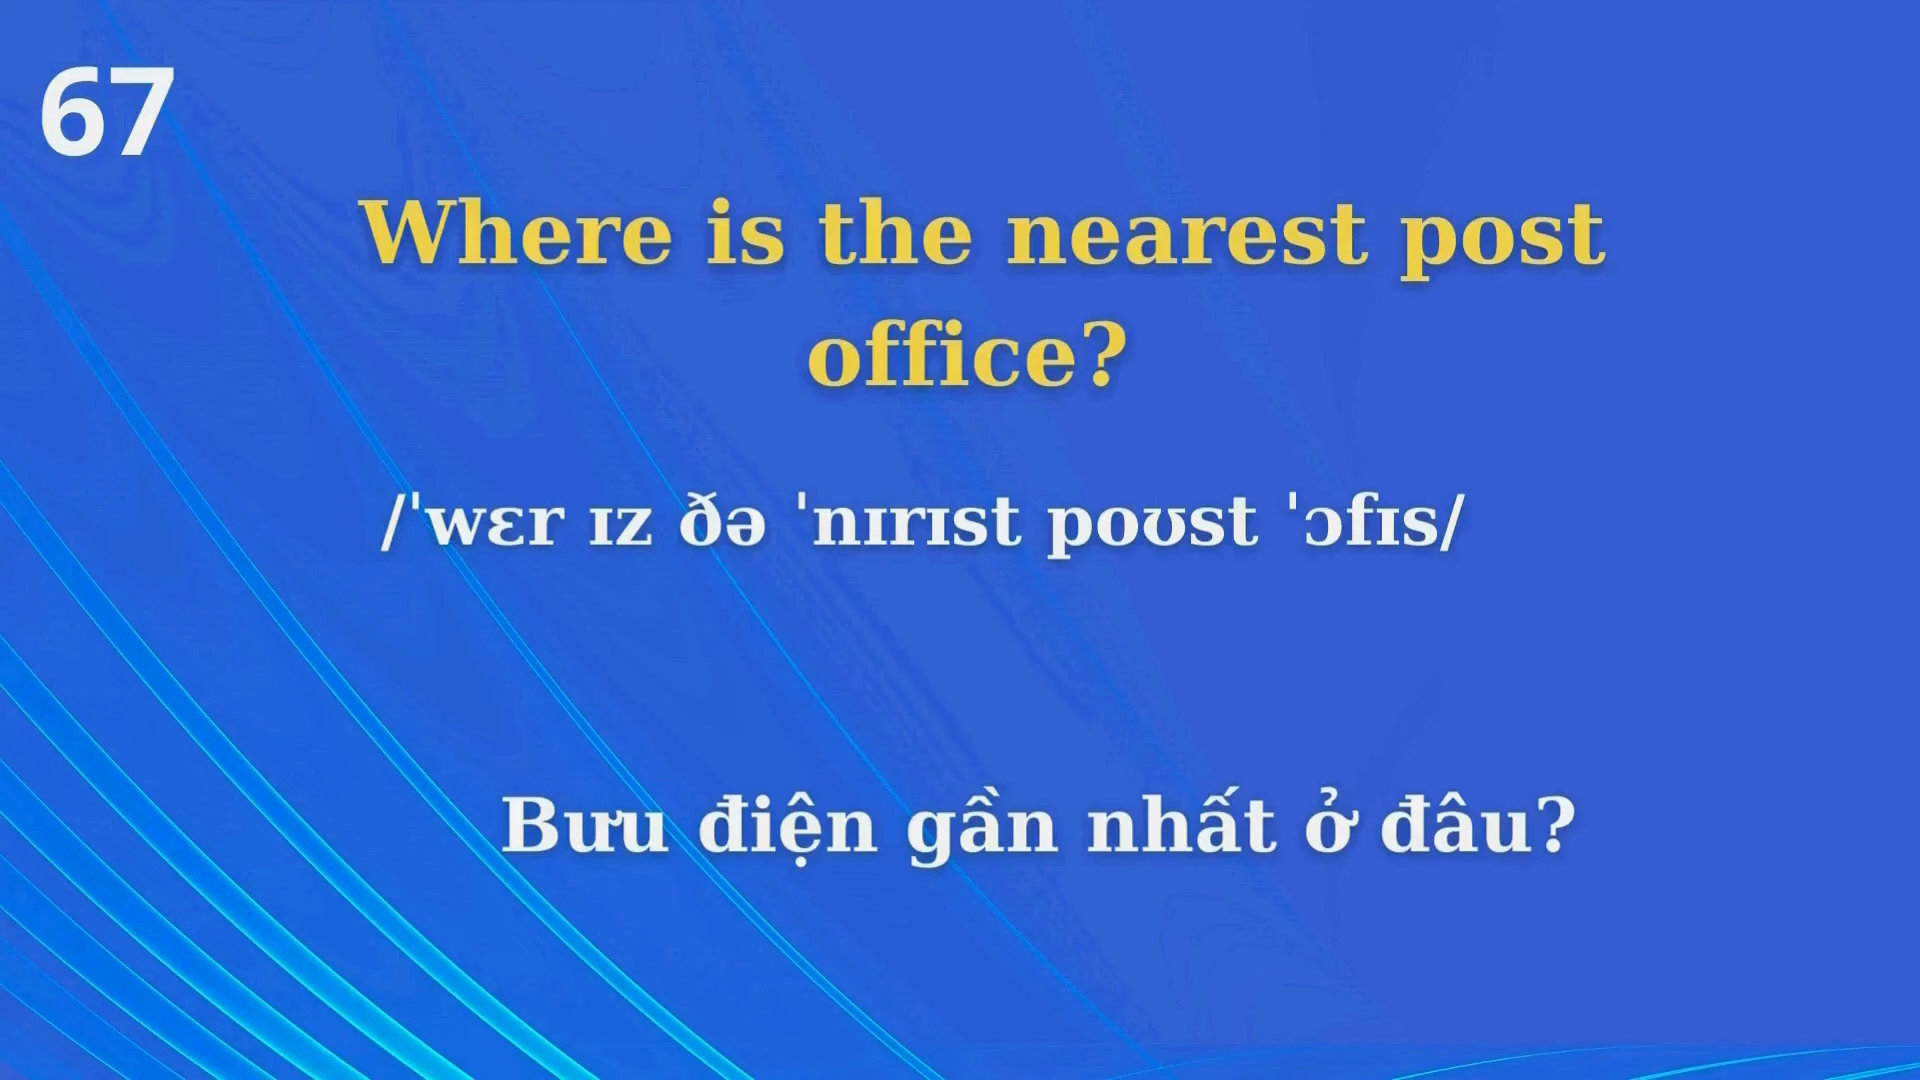 67
Where is the nearest post
office?
/ˈwɛr ɪz ðə ˈnɪrɪst poʊst ˈɔfɪs/
Bưu điện gần nhất ở đâu?